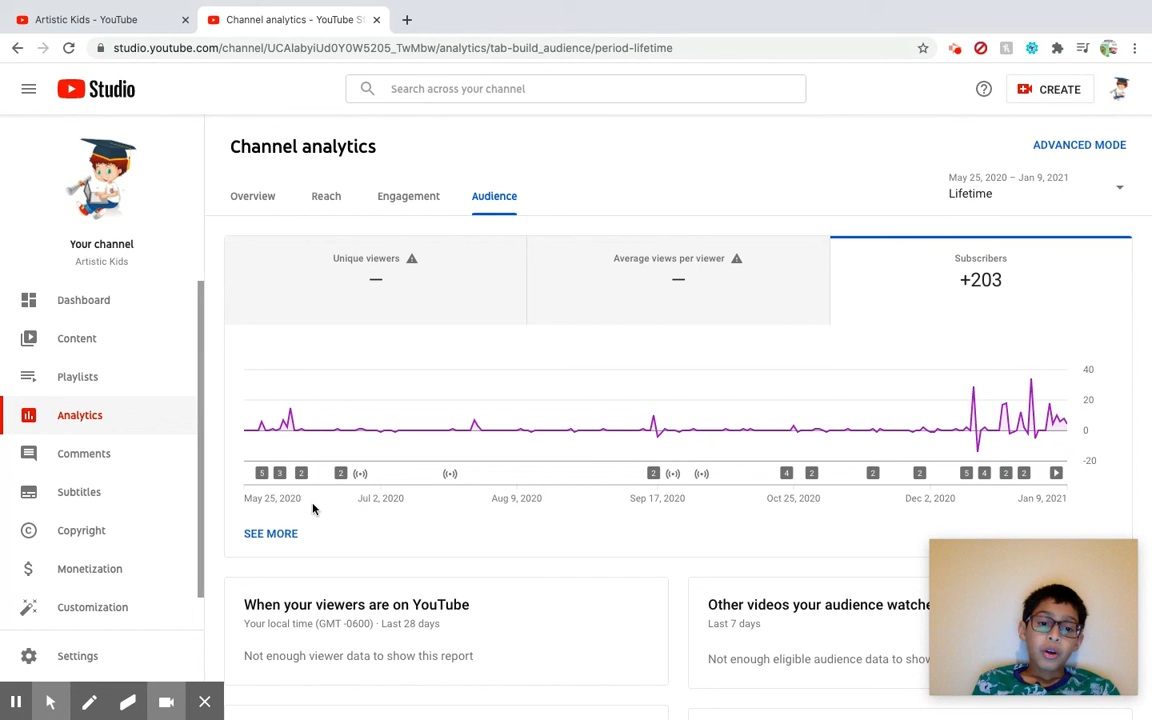 Artistic Kids - YouTube
Channel analytics - YouTube S
studio.youtube.com/channel/UCAlabyiUd0Y0W5205_TwMbw/analytics/tab-build_audience/period-lifetime
Studio
Search across your channel
CREATE
Channel analytics
ADVANCED MODE
Overview Reach Engagement Audience
May 25, 2020 – Jan 9, 2021
Lifetime
Your channel
Artistic Kids
Dashboard
Content
Playlists
Analytics
Comments
Subtitles
Copyright
Monetization
Customization
Settings
Unique viewers
—
Average views per viewer
—
Subscribers
+203
40
20
0
-20
5 3 2 2 2 4 2 2 2 5 4 2 2
May 25, 2020 Jul 2, 2020 Aug 9, 2020 Sep 17, 2020 Oct 25, 2020 Dec 2, 2020 Jan 9, 2021
SEE MORE
When your viewers are on YouTube
Your local time (GMT -0600) · Last 28 days
Not enough viewer data to show this report
Other videos your audience watche
Last 7 days
Not enough eligible audience data to sho